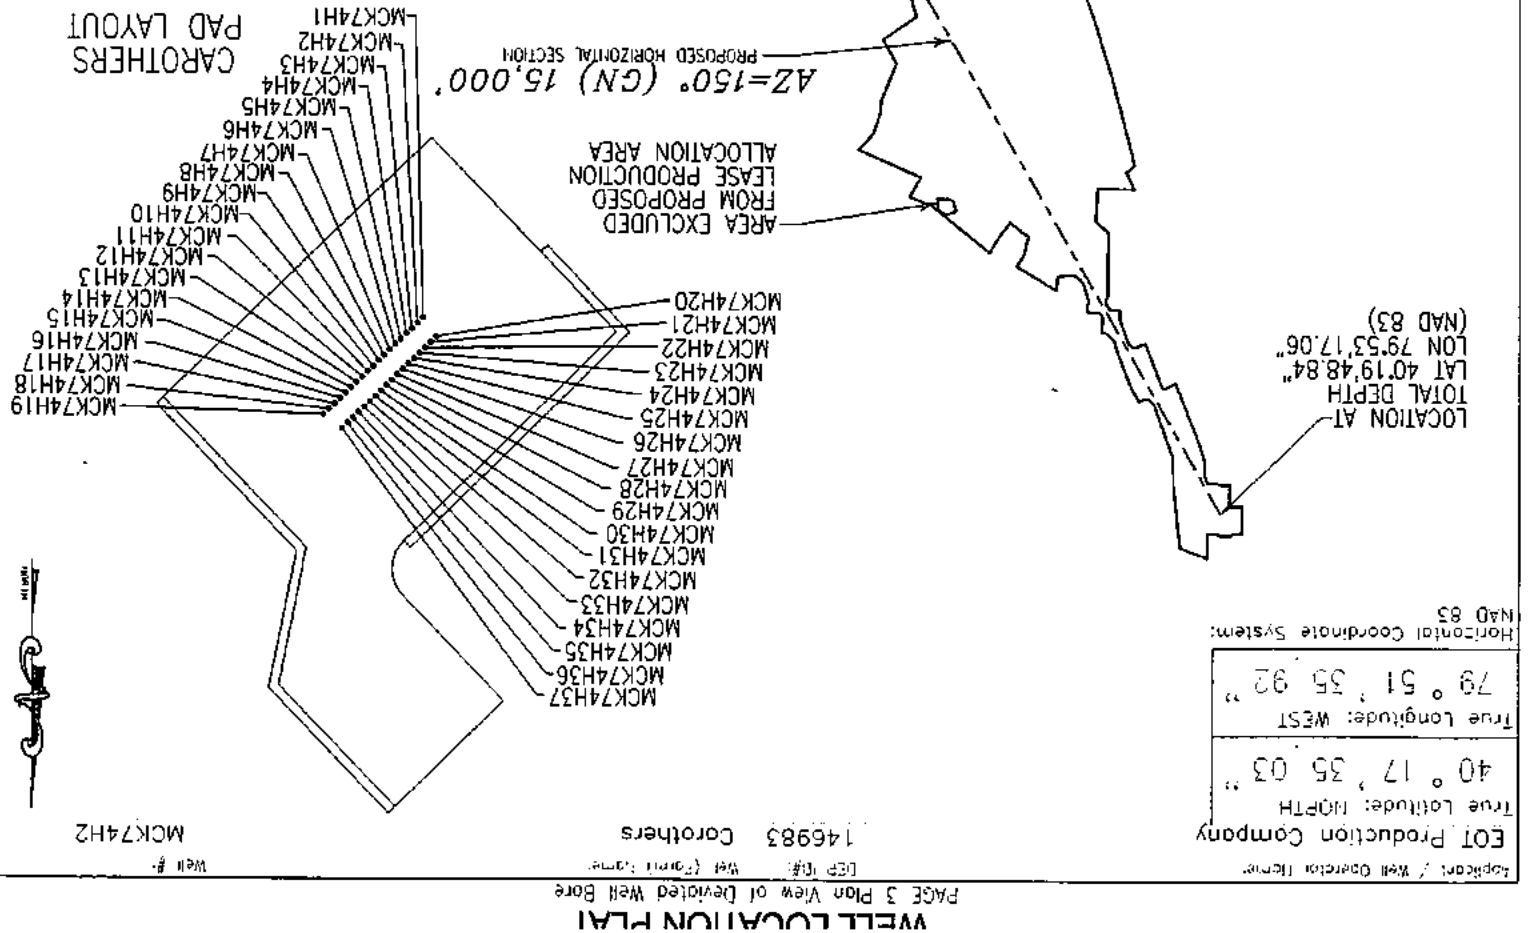 WELL LOCATION PLAT
PAGE 3 Plan View of Deviated Well Bore
Applicant / Well Operator Name:
DEP ID#:
Well (Farm) Name:
Well #:
EQT Production Company
146983
Carothers
MCK74H2
True Latitude: NORTH
40 ° 17 ' 35 03 "
True Longitude: WEST
79 ° 51 ' 35 92 "
Horizontal Coordinate System:
NAD 83
NORTH
LOCATION AT
TOTAL DEPTH
LAT 40°19'48.84"
LON 79°53'17.06"
(NAD 83)
AREA EXCLUDED
FROM PROPOSED
LEASE PRODUCTION
ALLOCATION AREA
AZ=150° (GN) 15,000'
PROPOSED HORIZONTAL SECTION
MCK74H37
MCK74H36
MCK74H35
MCK74H34
MCK74H33
MCK74H32
MCK74H31
MCK74H30
MCK74H29
MCK74H28
MCK74H27
MCK74H26
MCK74H25
MCK74H24
MCK74H23
MCK74H22
MCK74H21
MCK74H20
MCK74H19
MCK74H18
MCK74H17
MCK74H16
MCK74H15
MCK74H14
MCK74H13
MCK74H12
MCK74H11
MCK74H10
MCK74H9
MCK74H8
MCK74H7
MCK74H6
MCK74H5
MCK74H4
MCK74H3
MCK74H2
MCK74H1
CAROTHERS
PAD LAYOUT